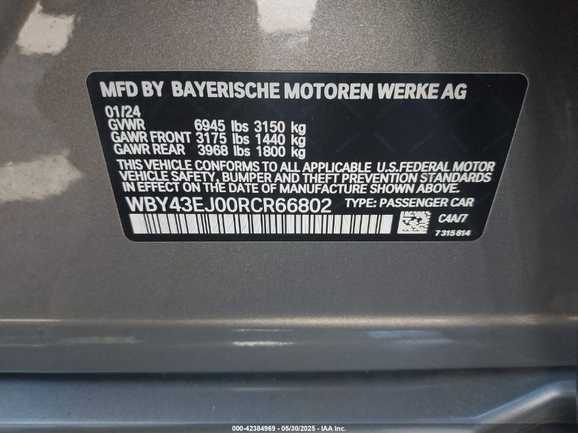 MFD BY BAYERISCHE MOTOREN WERKE AG
01/24
GVWR 6945 lbs 3150 kg
GAWR FRONT 3175 lbs 1440 kg
GAWR REAR 3968 lbs 1800 kg
THIS VEHICLE CONFORMS TO ALL APPLICABLE U.S.FEDERAL MOTOR
VEHICLE SAFETY, BUMPER AND THEFT PREVENTION STANDARDS
IN EFFECT ON THE DATE OF MANUFACTURE SHOWN ABOVE.
WBY43EJ00RCR66802 TYPE: PASSENGER CAR
C4A/7
7315814
000-42384969 — 05/30/2025 — IAA Inc.